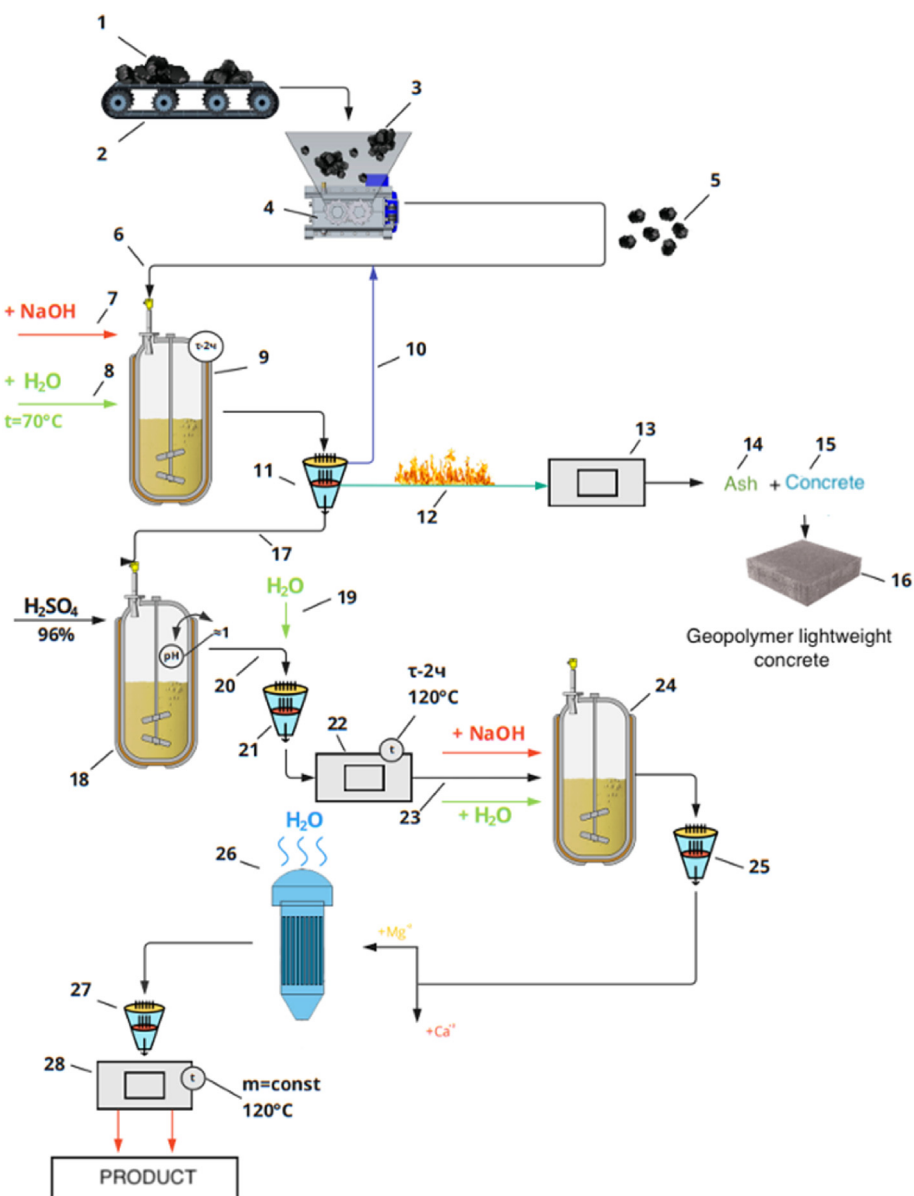 1
2
3
4
5
6
7
+ NaOH
8
+ H₂O
t=70°C
τ-2ч
9
10
11
12
13
14
15
Ash + Concrete
16
Geopolymer lightweight
concrete
17
H₂SO₄
96%
pH
≈1
18
H₂O
19
20
21
22
τ-2ч
120°C
t
+ NaOH
23
+ H₂O
24
25
H₂O
26
+Mg⁺
+Ca⁺
27
28
t
m=const
120°C
PRODUCT